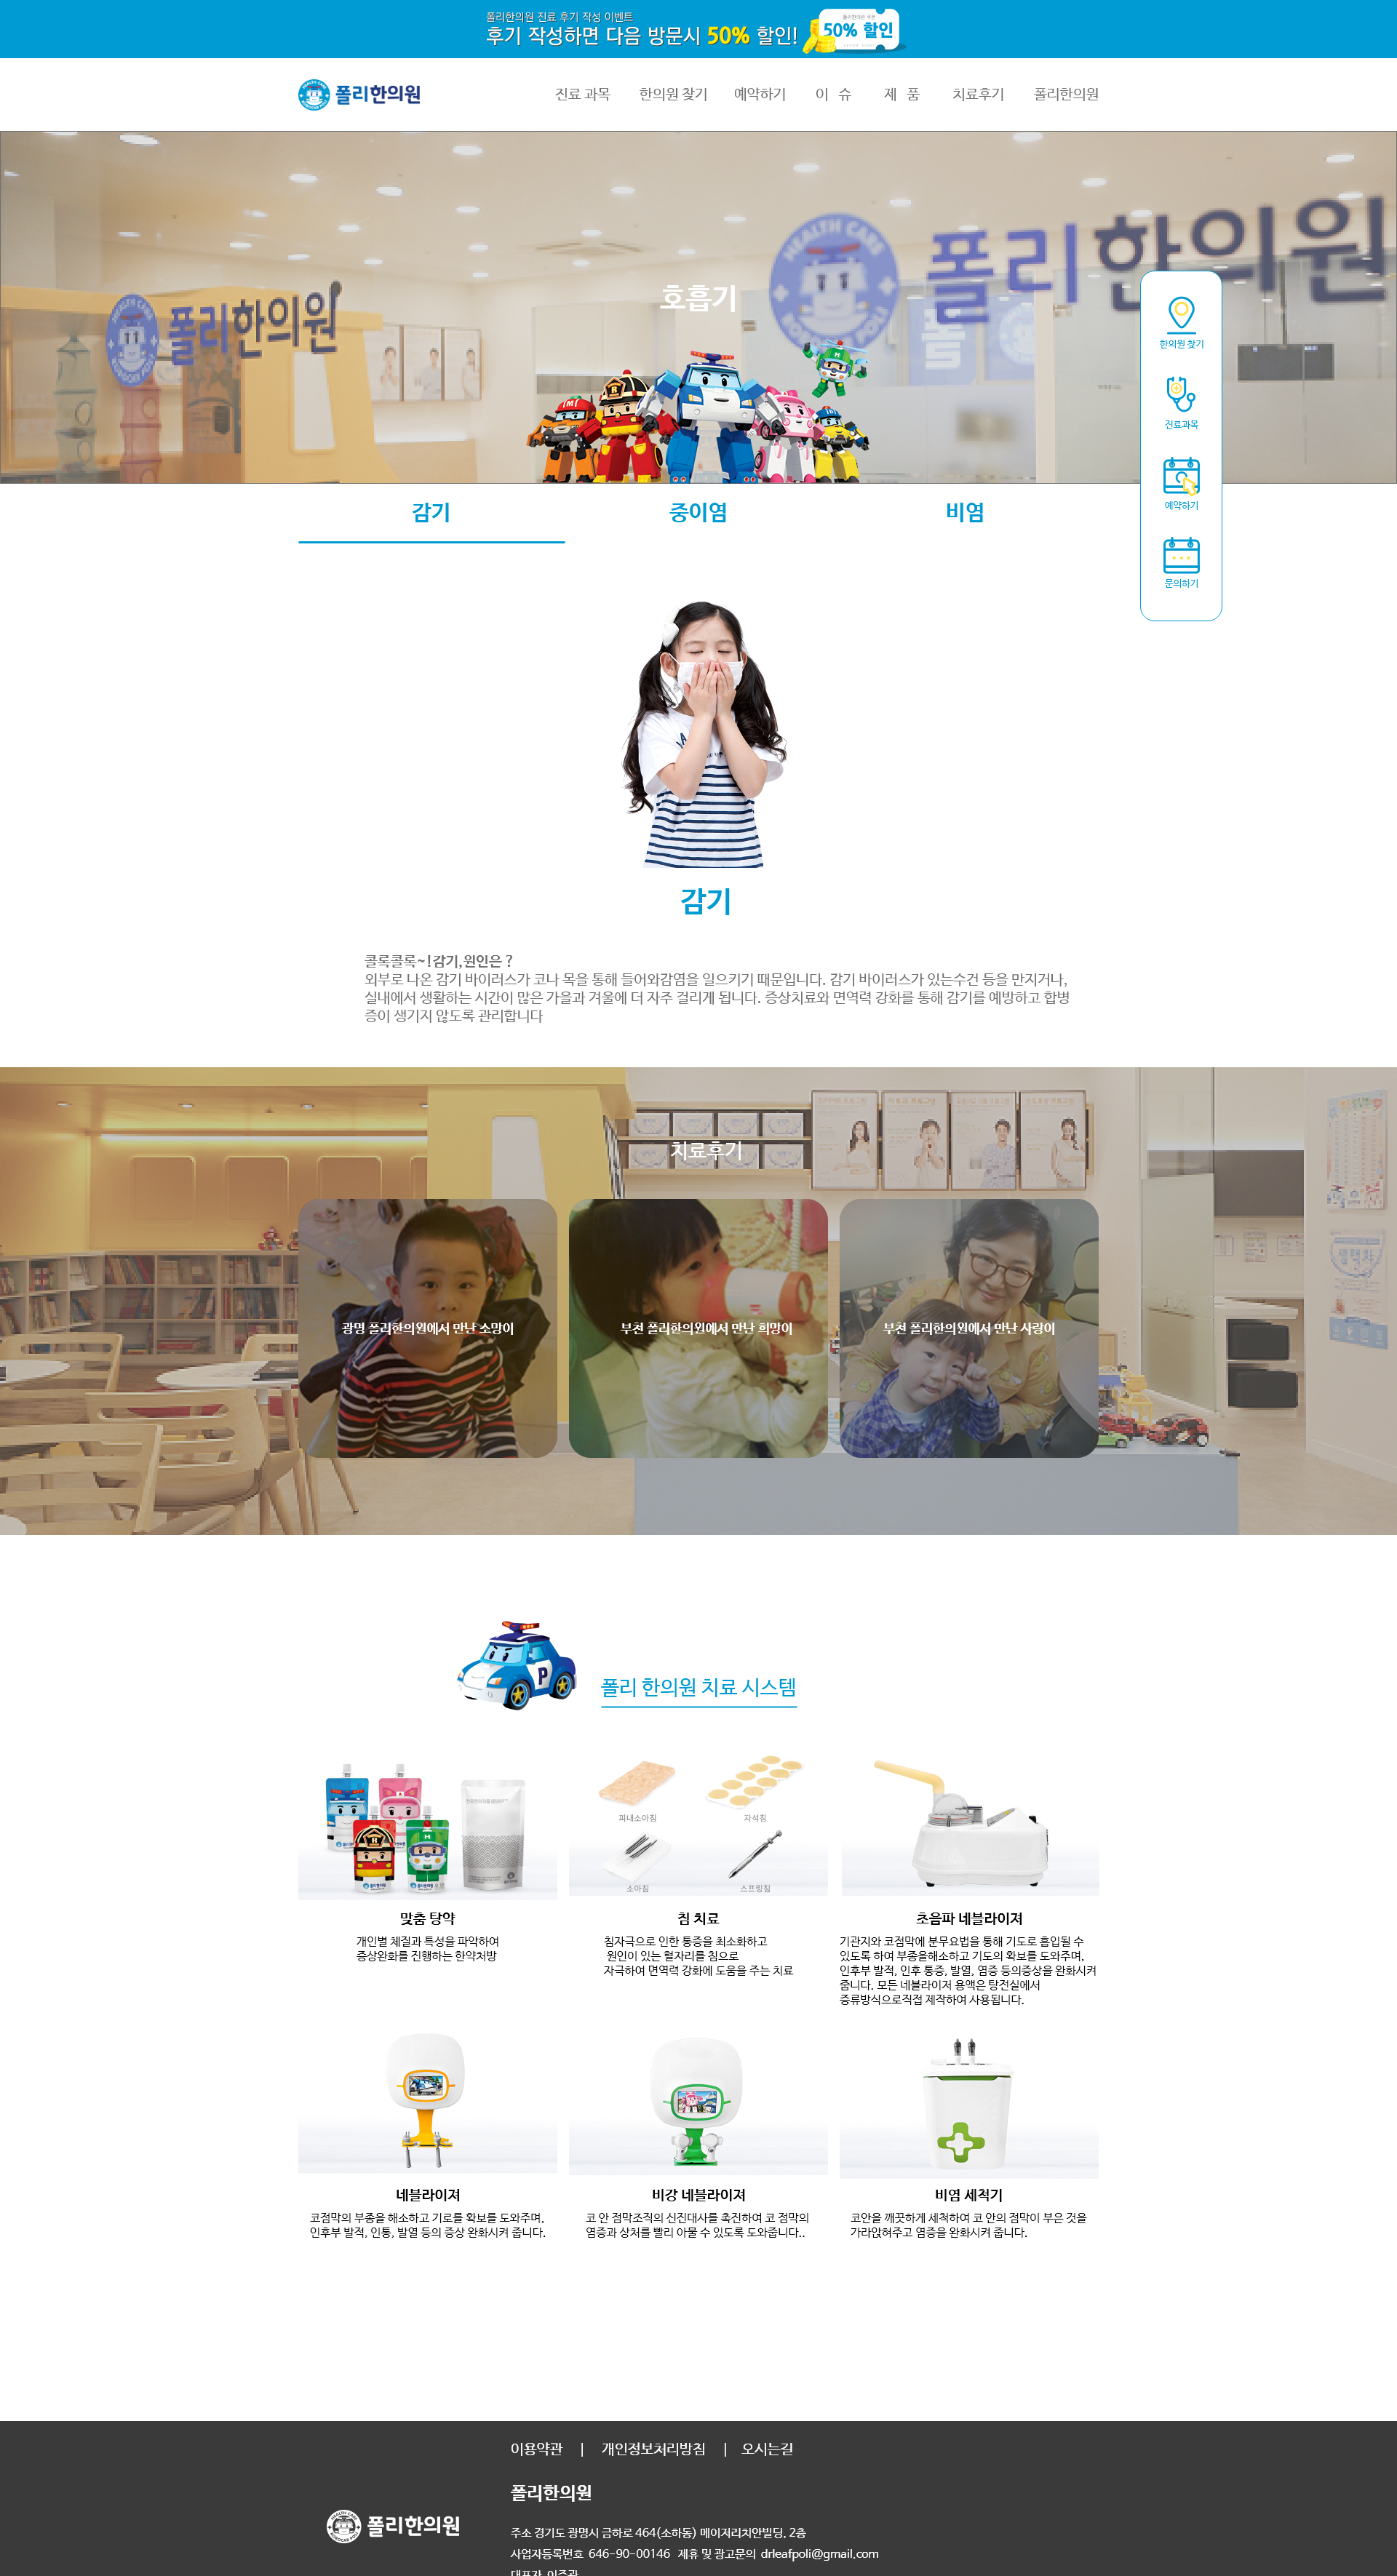 폴리한의원 진료 후기 작성 이벤트
후기 작성하면 다음 방문시 50% 할인!
폴리한의원 쿠폰
50% 할인
폴리한의원
진료 과목
한의원 찾기
예약하기
이 슈
제 품
치료후기
폴리한의원
HEALTH CARE
폴리한의원
폴리한의원
호흡기
한의원 찾기
진료과목
예약하기
문의하기
감기
중이염
비염
감기
콜록콜록~!감기,원인은 ?
외부로 나온 감기 바이러스가 코나 목을 통해 들어와감염을 일으키기 때문입니다. 감기 바이러스가 있는수건 등을 만지거나,
실내에서 생활하는 시간이 많은 가을과 겨울에 더 자주 걸리게 됩니다. 증상치료와 면역력 강화를 통해 감기를 예방하고 합병
증이 생기지 않도록 관리합니다
치료후기
광명 폴리한의원에서 만난 소망이
부천 폴리한의원에서 만난 희망이
부천 폴리한의원에서 만난 사랑이
P
폴리 한의원 치료 시스템
피내소아침
자석침
소아침
스프링침
맞춤 탕약
개인별 체질과 특성을 파악하여
증상완화를 진행하는 한약처방
침 치료
침자극으로 인한 통증을 최소화하고
원인이 있는 혈자리를 침으로
자극하여 면역력 강화에 도움을 주는 치료
초음파 네블라이져
기관지와 코점막에 분무요법을 통해 기도로 흡입될 수
있도록 하여 부종을해소하고 기도의 확보를 도와주며,
인후부 발적, 인후 통증, 발열, 염증 등의증상을 완화시켜
줍니다. 모든 네블라이저 용액은 탕전실에서
증류방식으로직접 제작하여 사용됩니다.
네블라이져
코점막의 부종을 해소하고 기로를 확보를 도와주며,
인후부 발적, 인통, 발열 등의 증상 완화시켜 줍니다.
비강 네블라이져
코 안 점막조직의 신진대사를 촉진하여 코 점막의
염증과 상처를 빨리 아물 수 있도록 도와줍니다..
비염 세척기
코안을 깨끗하게 세척하여 코 안의 점막이 부은 것을
가라앉혀주고 염증을 완화시켜 줍니다.
이용약관 | 개인정보처리방침 | 오시는길
폴리한의원
폴리한의원
주소 경기도 광명시 금하로 464(소하동) 메이저리치안빌딩, 2층
사업자등록번호 646-90-00146 제휴 및 광고문의 drleafpoli@gmail.com
대표자 이주관